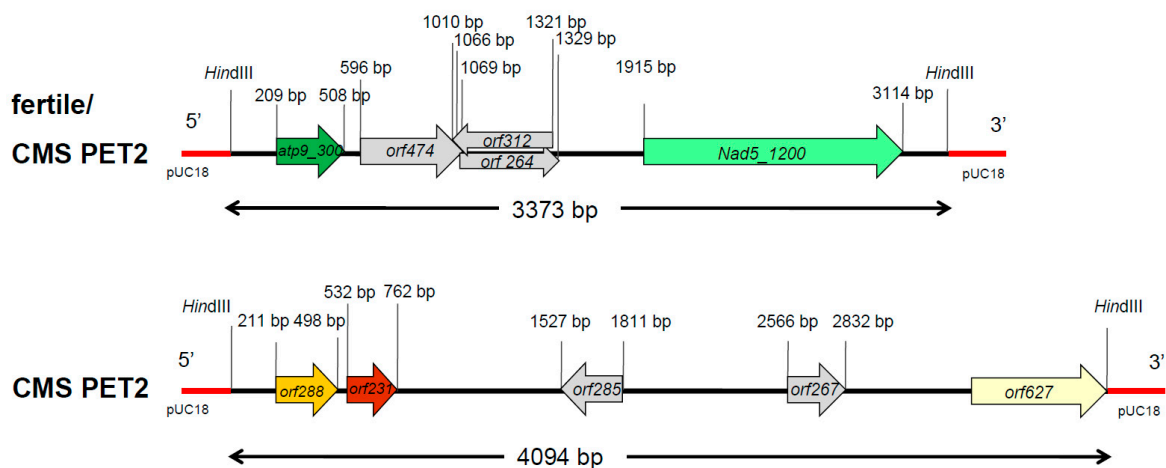 1010 bp
1321 bp
1066 bp
1329 bp
HindIII
596 bp
1069 bp
1915 bp
HindIII
fertile/
209 bp
508 bp
3114 bp
5’
3’
CMS PET2
atp9_300
orf474
orf312
orf 264
Nad5_1200
pUC18
pUC18
3373 bp
532 bp
762 bp
HindIII
211 bp
498 bp
1527 bp
1811 bp
2566 bp
2832 bp
HindIII
5’
3’
CMS PET2
orf288
orf231
orf285
orf267
orf627
pUC18
pUC18
4094 bp